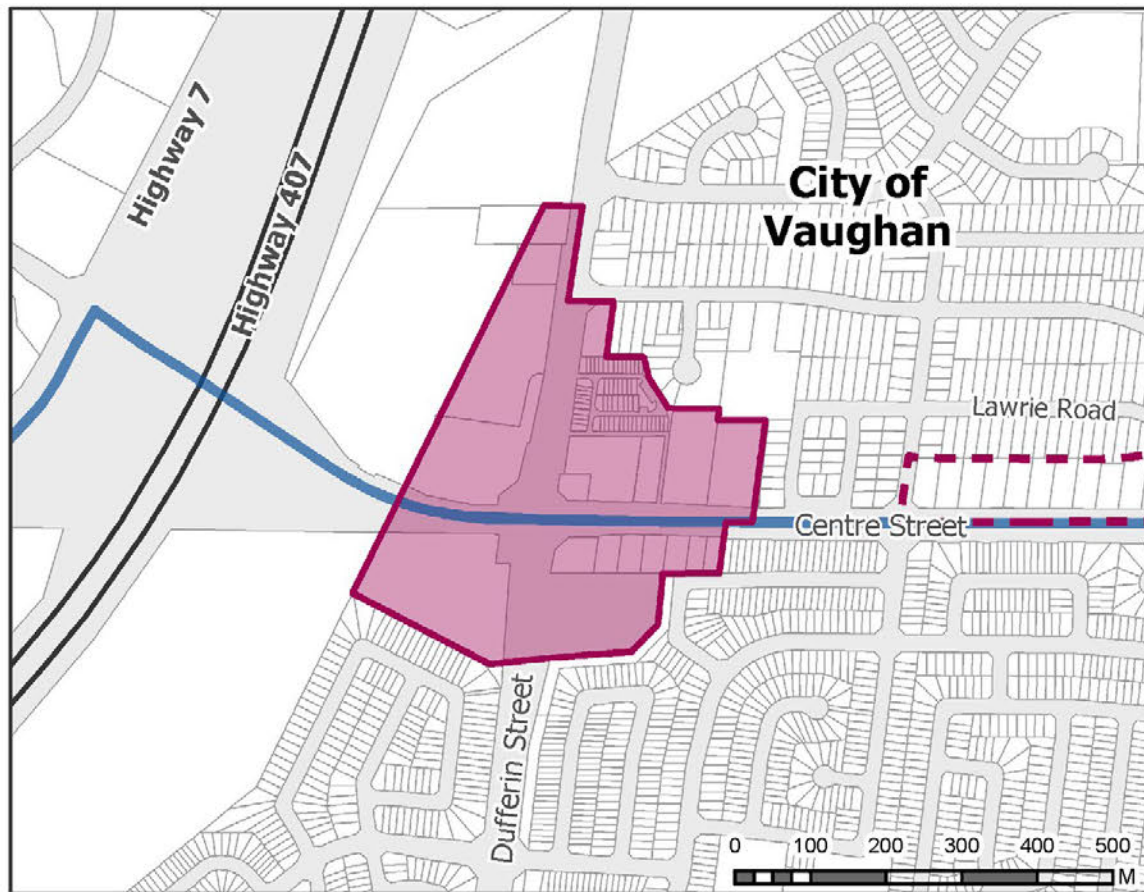 Highway 7
Highway 407
City of
Vaughan
Lawrie Road
Centre Street
Dufferin Street
0 100 200 300 400 500
M